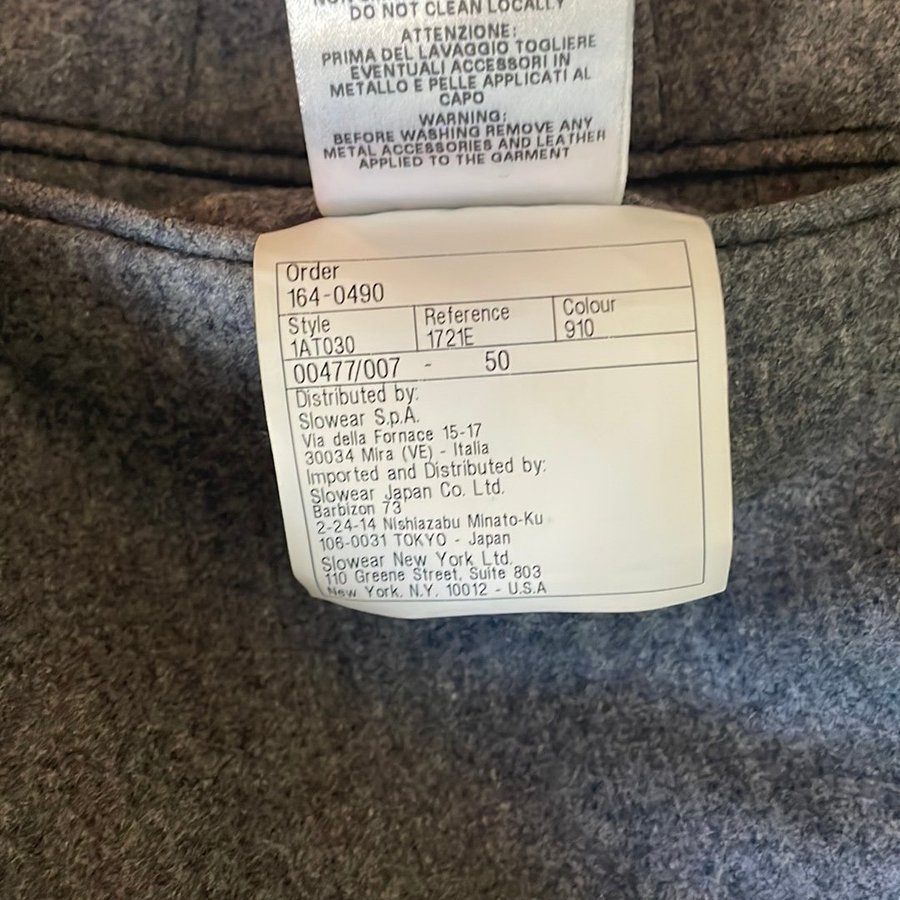 DO NOT CLEAN LOCALLY
ATTENZIONE:
PRIMA DEL LAVAGGIO TOGLIERE
EVENTUALI ACCESSORI IN
METALLO E PELLE APPLICATI AL
CAPO
WARNING:
BEFORE WASHING REMOVE ANY
METAL ACCESSORIES AND LEATHER
APPLIED TO THE GARMENT
Order
164-0490
Style Reference Colour
1AT030 1721E 910
00477/007 - 50
Distributed by:
Slowear S.p.A.
Via della Fornace 15-17
30034 Mira (VE) - Italia
Imported and Distributed by:
Slowear Japan Co. Ltd.
Barbizon 73
2-24-14 Nishiazabu Minato-Ku
106-0031 TOKYO - Japan
Slowear New York Ltd.
110 Greene Street, Suite 803
New York. N.Y. 10012 - U.S.A